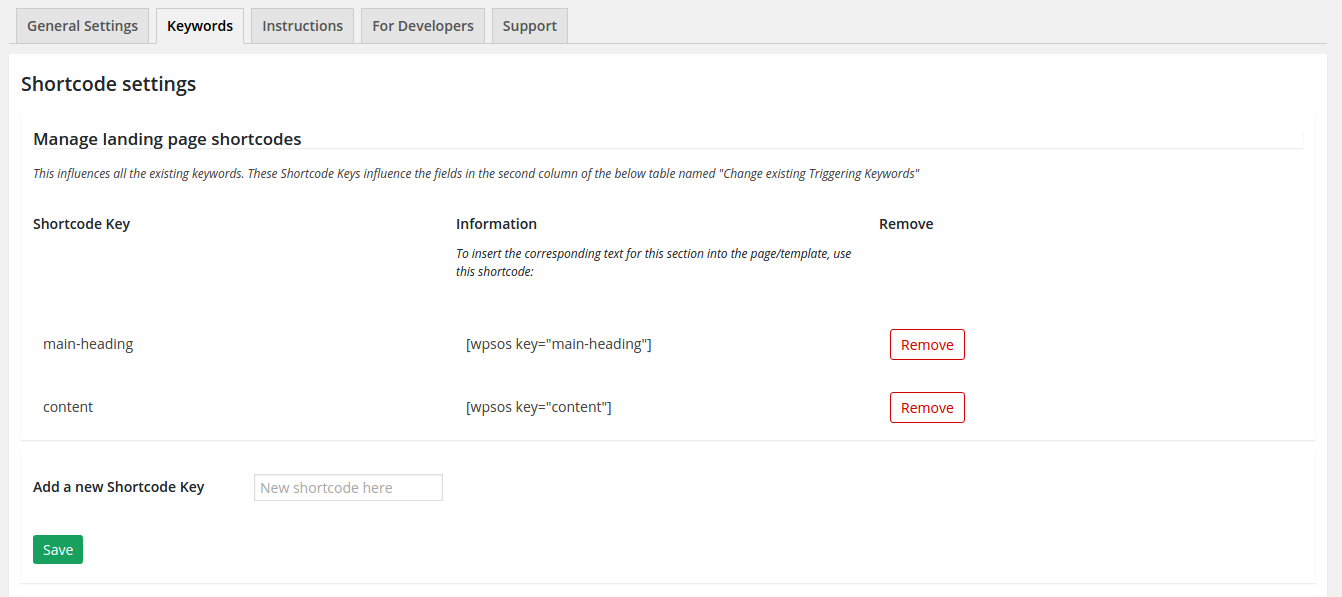 General Settings
Keywords
Instructions
For Developers
Support
Shortcode settings
Manage landing page shortcodes
This influences all the existing keywords. These Shortcode Keys influence the fields in the second column of the below table named "Change existing Triggering Keywords"
Shortcode Key
Information
Remove
To insert the corresponding text for this section into the page/template, use
this shortcode:
main-heading
[wpsos key="main-heading"]
Remove
content
[wpsos key="content"]
Remove
Add a new Shortcode Key
New shortcode here
Save